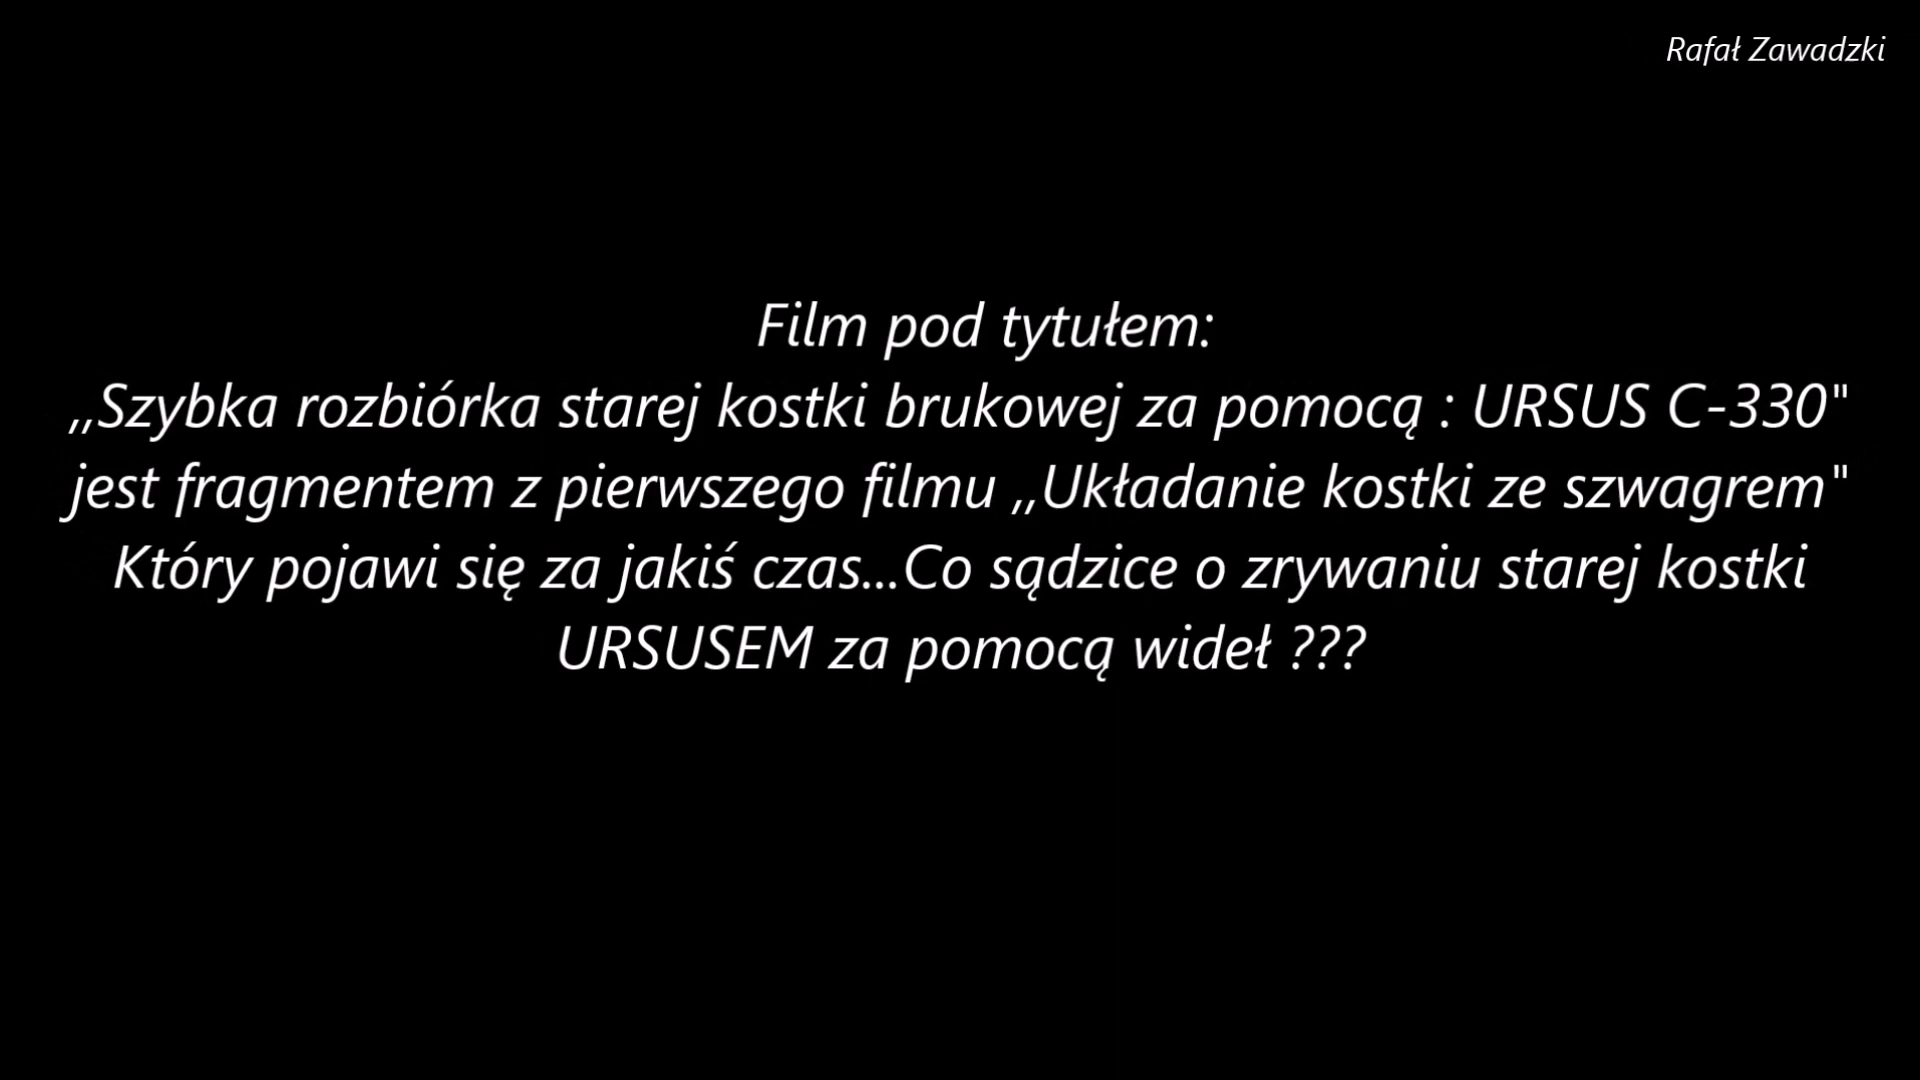 Rafał Zawadzki
Film pod tytułem:
,,Szybka rozbiórka starej kostki brukowej za pomocą : URSUS C-330"
jest fragmentem z pierwszego filmu ,,Układanie kostki ze szwagrem"
Który pojawi się za jakiś czas...Co sądzice o zrywaniu starej kostki
URSUSEM za pomocą wideł ???